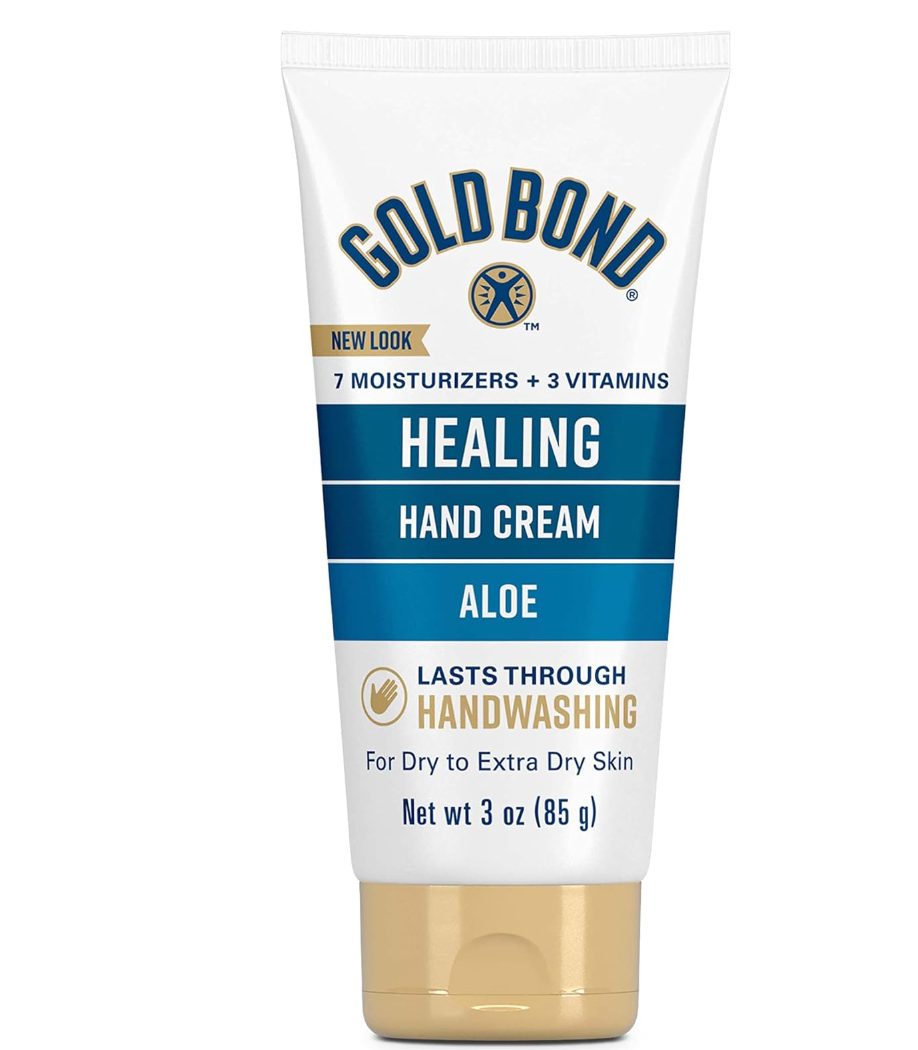 GOLD BOND
®
™
NEW LOOK
7 MOISTURIZERS + 3 VITAMINS
HEALING
HAND CREAM
ALOE
LASTS THROUGH
HANDWASHING
For Dry to Extra Dry Skin
Net wt 3 oz (85 g)